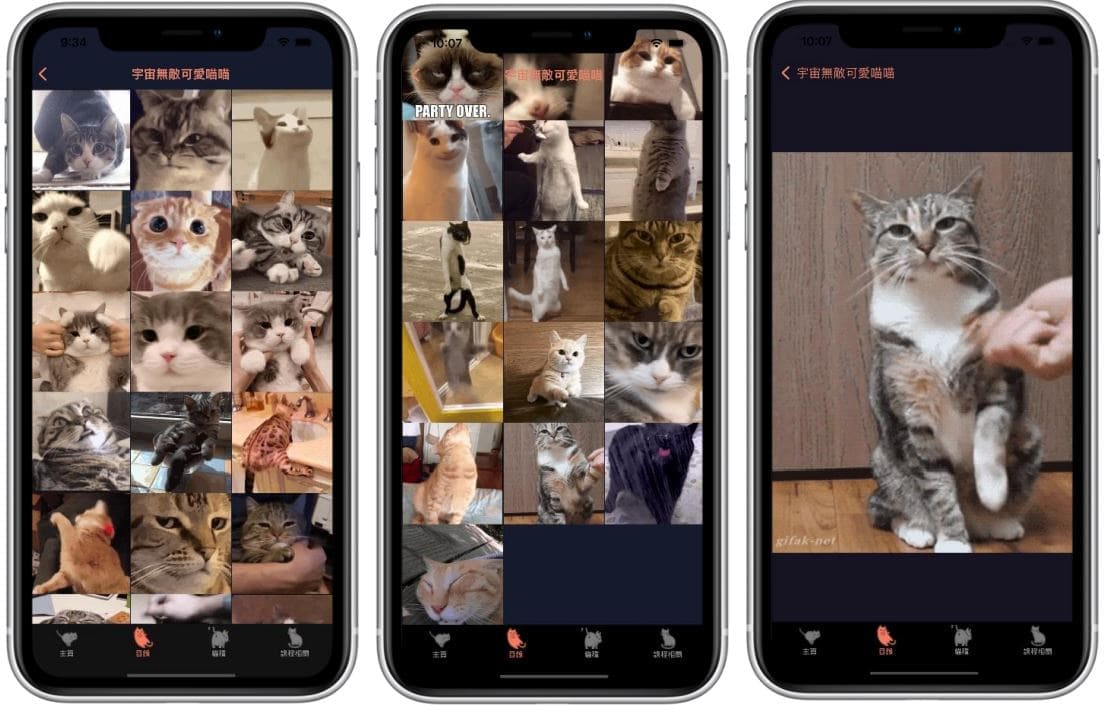 9:34
宇宙無敵可愛喵喵
主頁
目錄
貓種
課程相關
10:07
宇宙無敵可愛喵喵
PARTY OVER.
主頁
目錄
貓種
課程相關
10:07
宇宙無敵可愛喵喵
gifak-net
主頁
目錄
貓種
課程相關